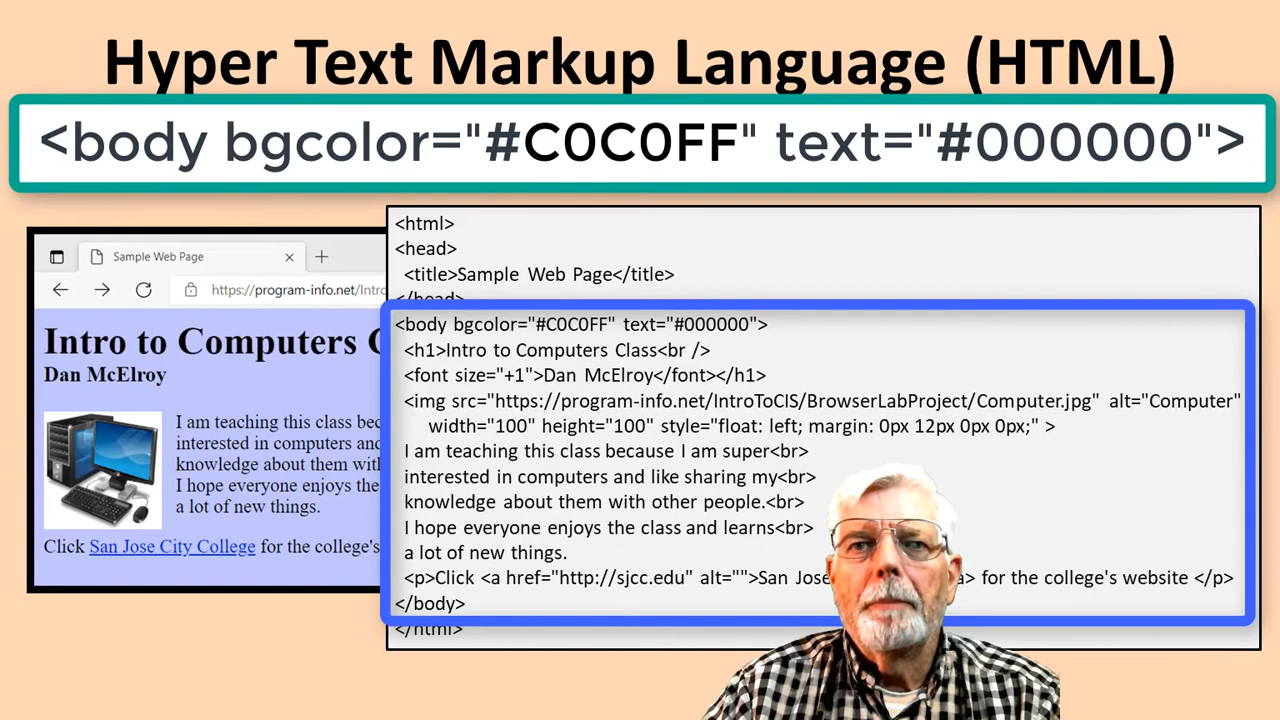 Hyper Text Markup Language (HTML)
<body bgcolor="#C0C0FF" text="#000000">
Sample Web Page
https://program-info.net/Intro
Intro to Computers
Dan McElroy
I am teaching this class
interested in computers
knowledge about them
I hope everyone enjoys the
a lot of new things.
Click San Jose City College for the college's
<html>
<head>
<title>Sample Web Page</title>
</head>
<body bgcolor="#C0C0FF" text="#000000">
<h1>Intro to Computers Class<br />
<font size="+1">Dan McElroy</font></h1>
<img src="https://program-info.net/IntroToCIS/BrowserLabProject/Computer.jpg" alt="Computer"
width="100" height="100" style="float: left; margin: 0px 12px 0px 0px;" >
I am teaching this class because I am super<br>
interested in computers and like sharing my<br>
knowledge about them with other people.<br>
I hope everyone enjoys the class and learns<br>
a lot of new things.
<p>Click <a href="http://sjcc.edu" alt="">San Jose a> for the college's website </p>
</body>
</html>